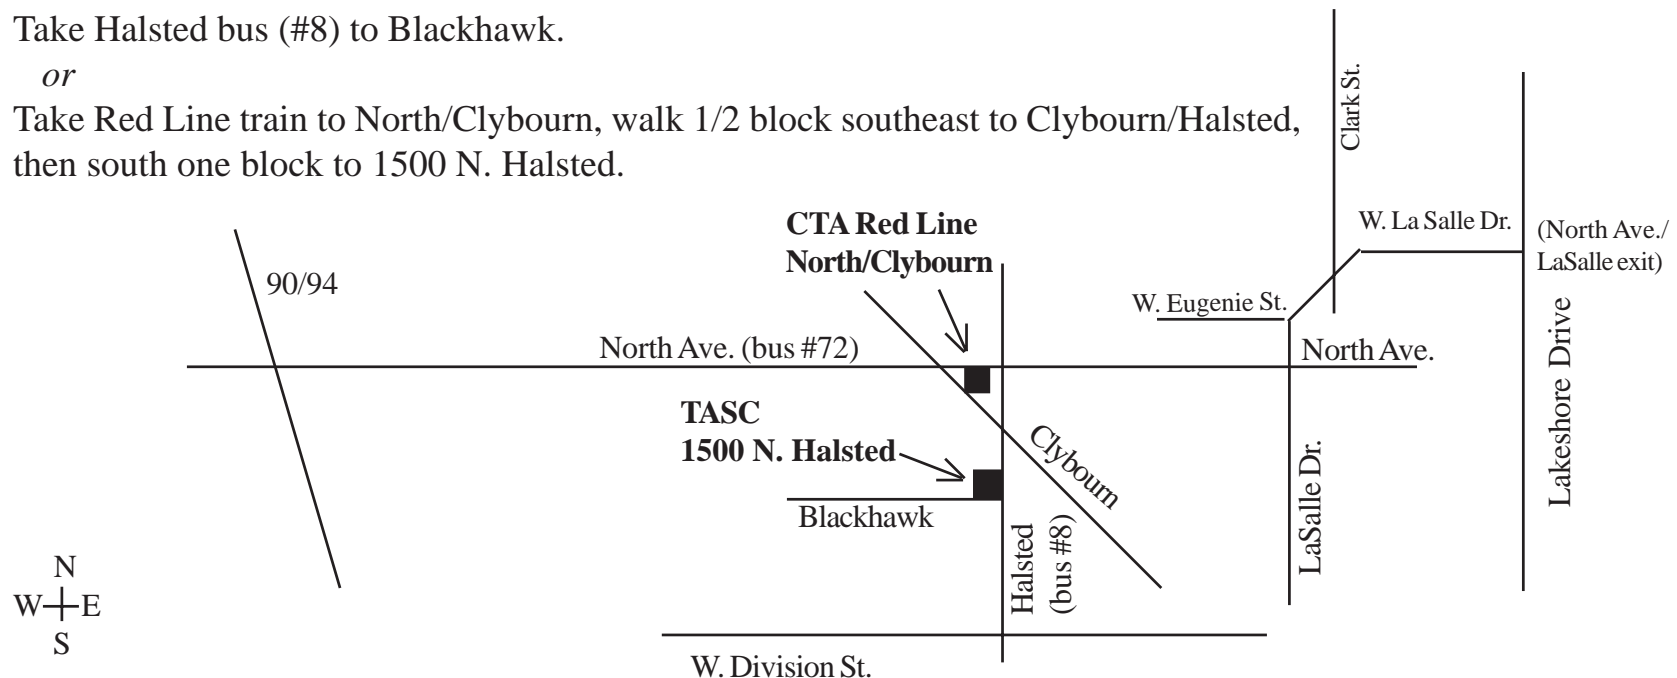 Take Halsted bus (#8) to Blackhawk.
or
Take Red Line train to North/Clybourn, walk 1/2 block southeast to Clybourn/Halsted,
then south one block to 1500 N. Halsted.
Clark St.
W. La Salle Dr.
(North Ave./
LaSalle exit)
CTA Red Line
North/Clybourn
90/94
W. Eugenie St.
North Ave. (bus #72)
North Ave.
Lakeshore Drive
TASC
1500 N. Halsted
Clybourn
LaSalle Dr.
Blackhawk
Halsted
(bus #8)
N
W E
S
W. Division St.